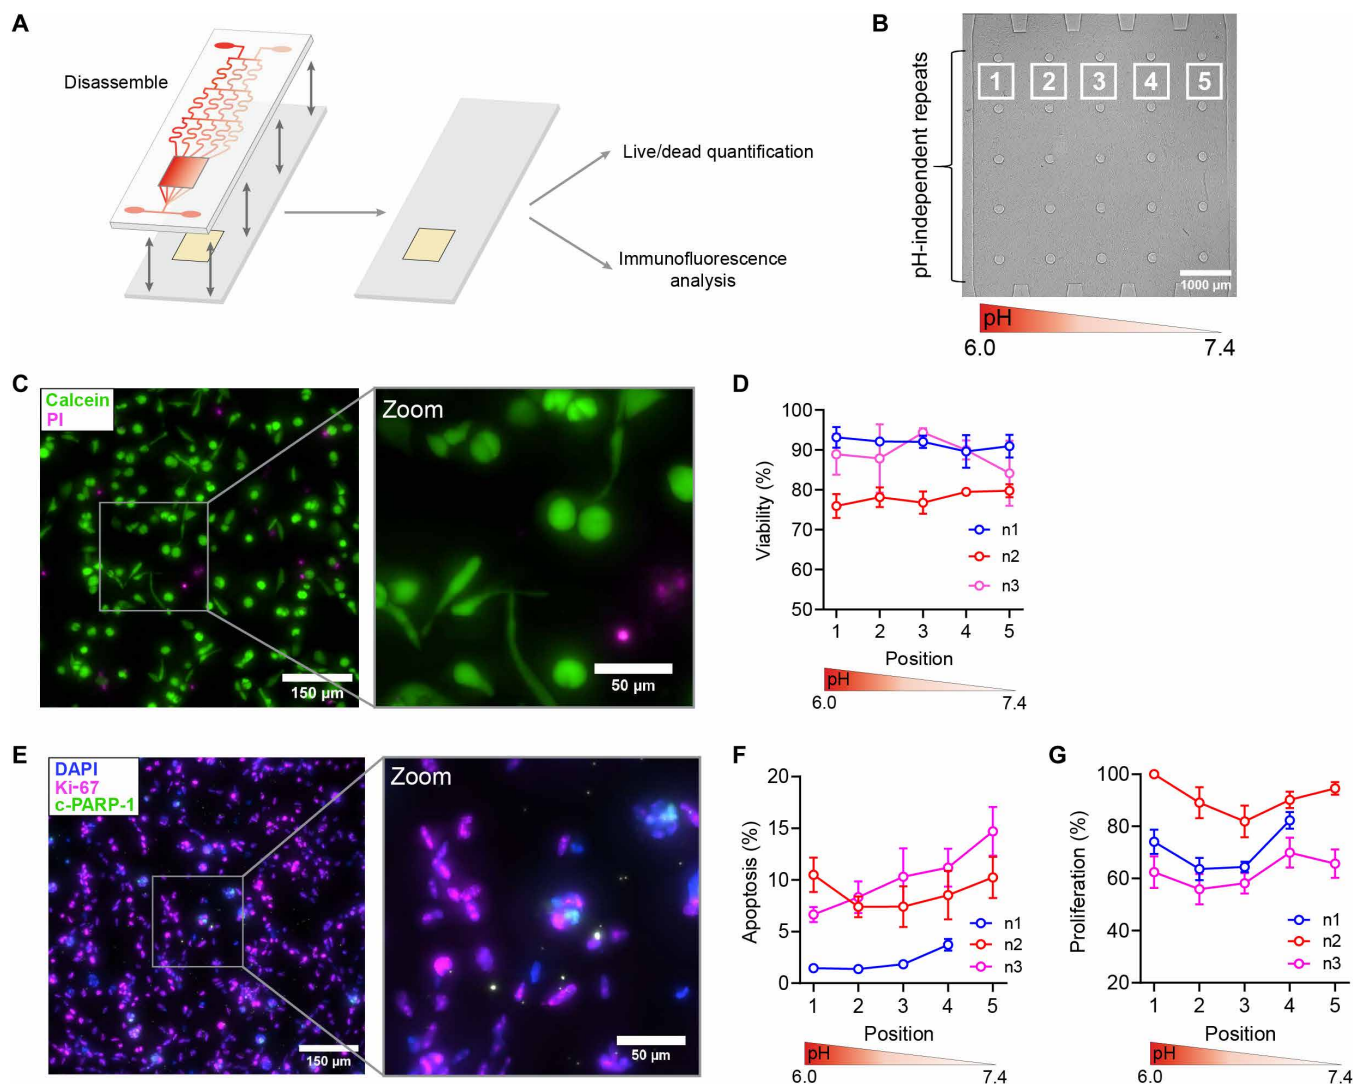 A
Disassemble
Live/dead quantification
Immunofluorescence
analysis
B
pH-independent repeats
1 2 3 4 5
1000 µm
pH
6.0 7.4
C
Calcein
PI
150 µm
Zoom
50 µm
D
Viability (%)
100
90
80
70
60
50
n1
n2
n3
1 2 3 4 5
Position
pH
6.0 7.4
E
DAPI
Ki-67
c-PARP-1
150 µm
Zoom
50 µm
F
Apoptosis (%)
20
15
10
5
0
n1
n2
n3
1 2 3 4 5
Position
pH
6.0 7.4
G
Proliferation (%)
100
80
60
40
20
n1
n2
n3
1 2 3 4 5
Position
pH
6.0 7.4